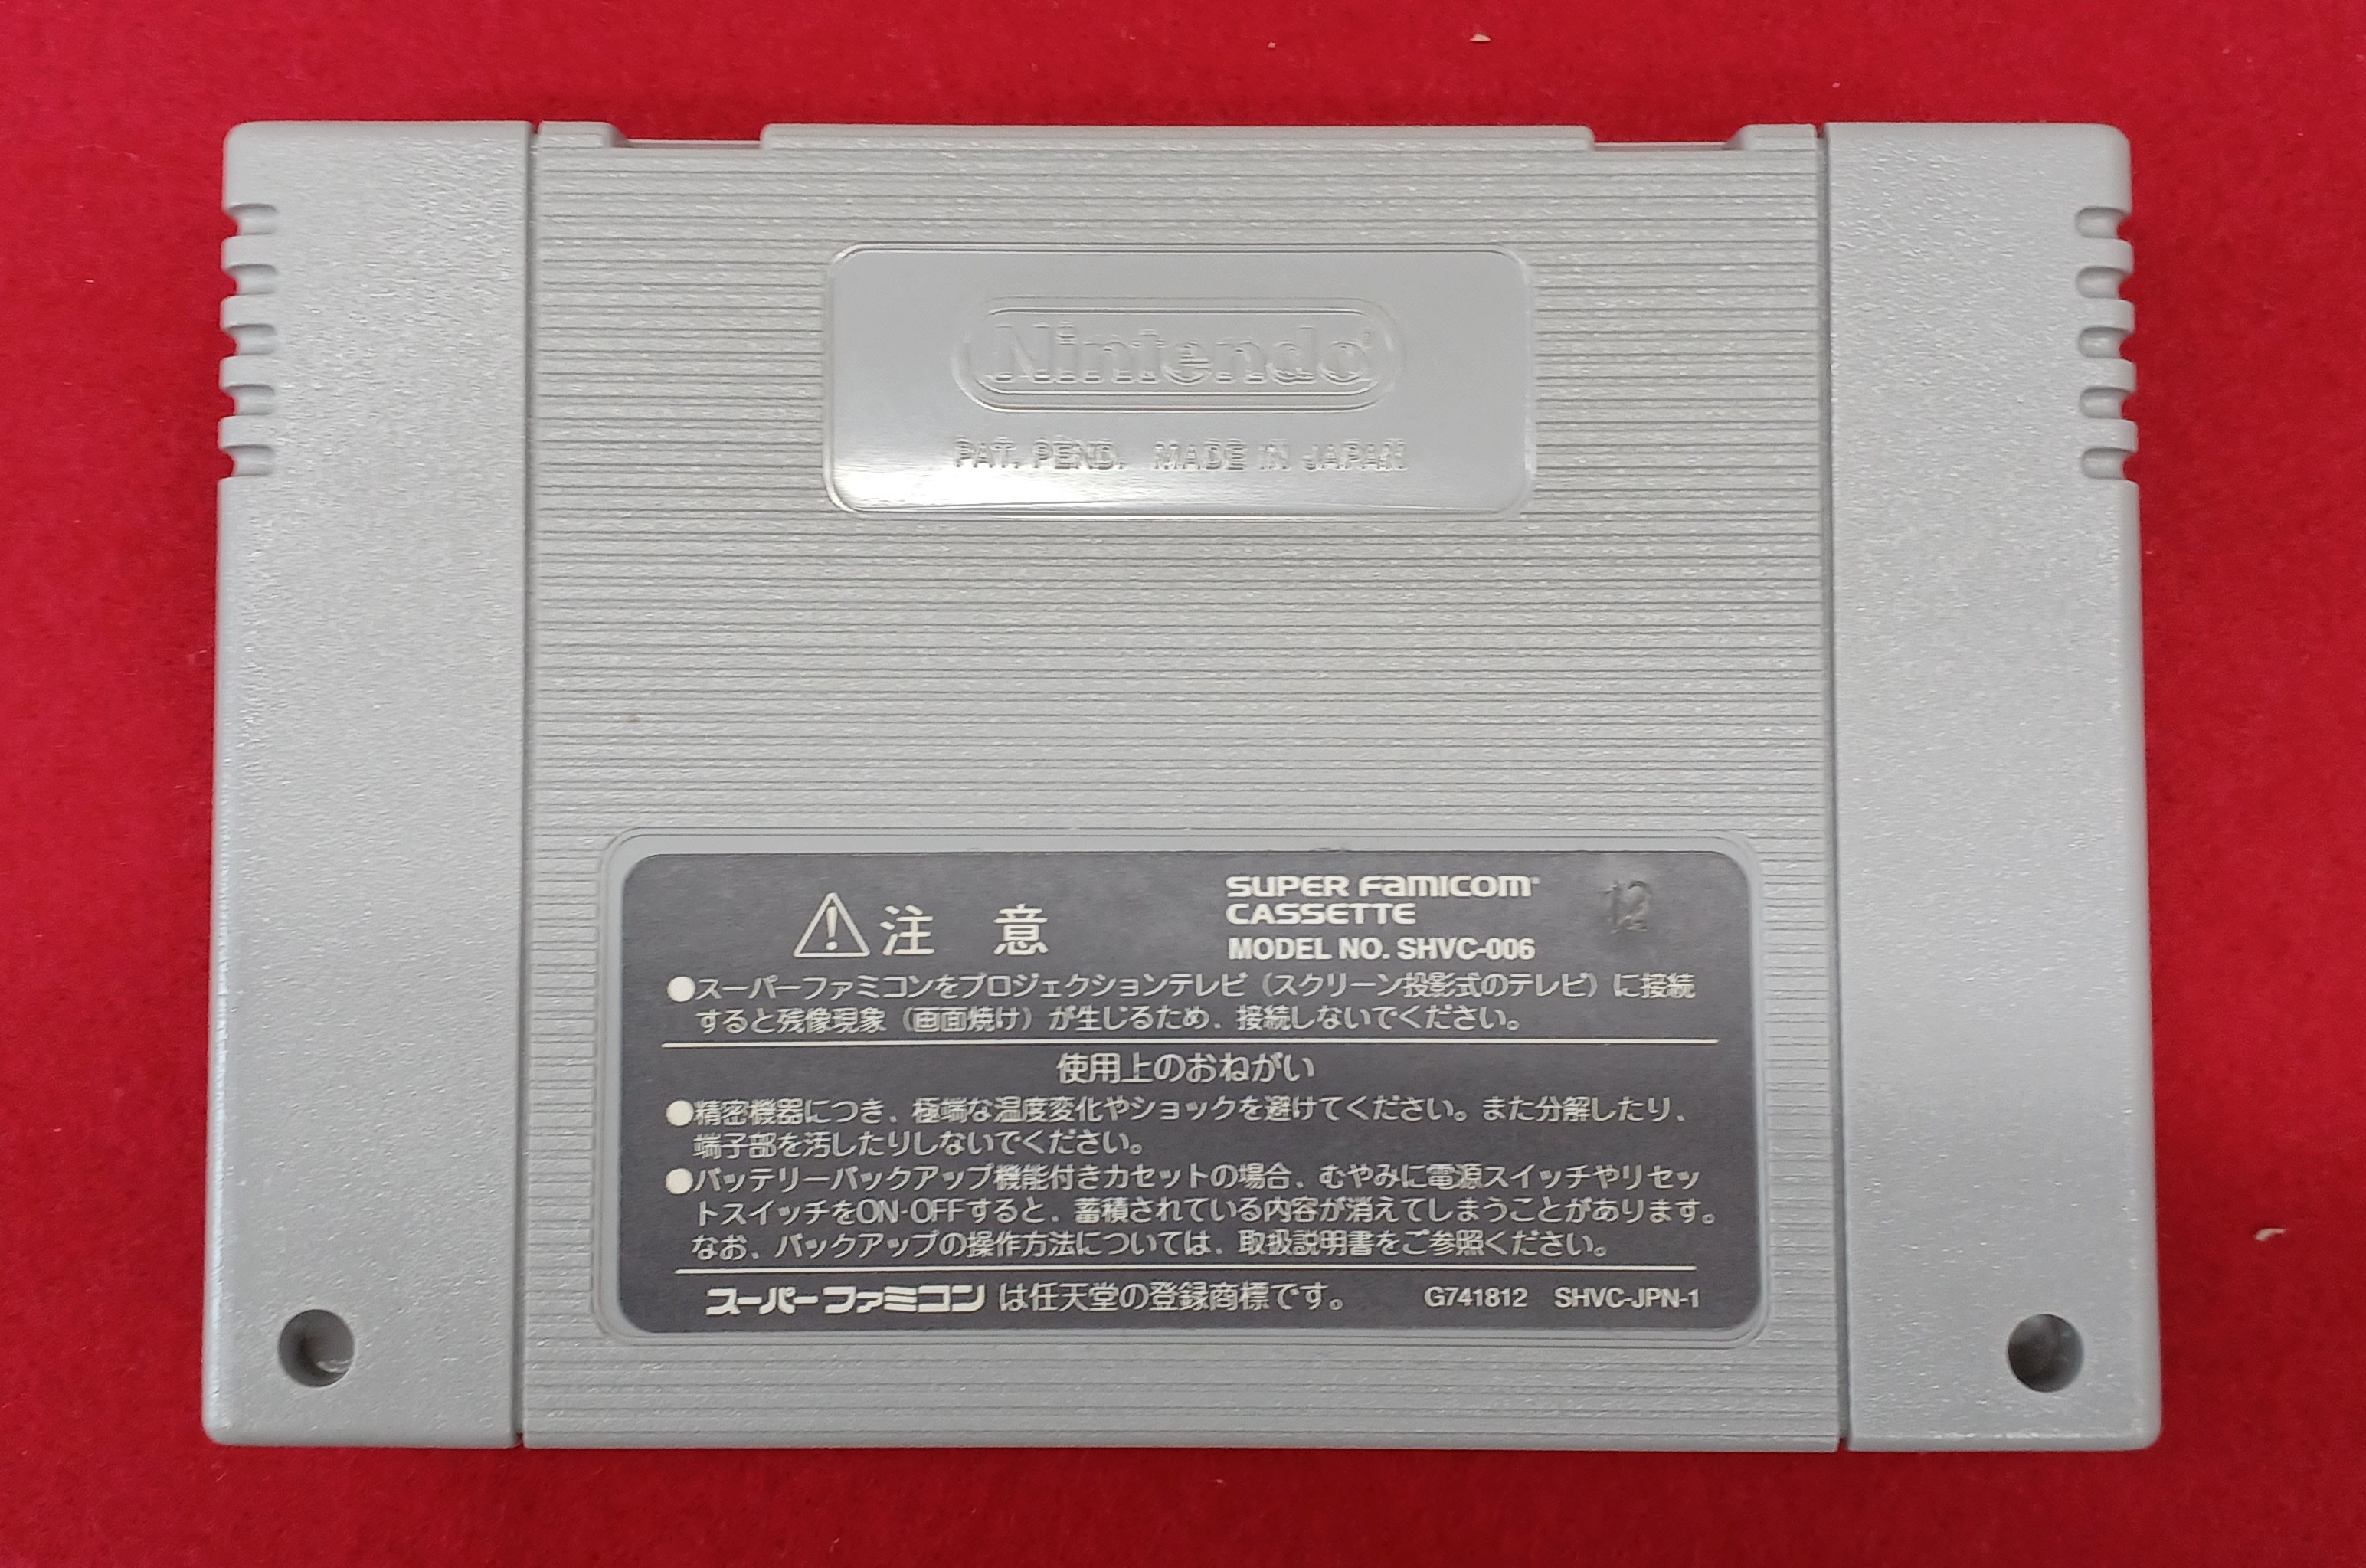 Nintendo
PAT. PEND. MADE IN JAPAN
注 意
SUPER FAMICOM
CASSETTE
MODEL NO. SHVC-006
12
●スーパーファミコンをプロジェクションテレビ(スクリーン投影式のテレビ)に接続
すると残像現象(画面焼け)が生じるため、接続しないでください。
使用上のおねがい
●精密機器につき、極端な温度変化やショックを避けてください。また分解したり、
端子部を汚したりしないでください。
●バッテリーバックアップ機能付きカセットの場合、むやみに電源スイッチやリセッ
トスイッチをON・OFFすると、蓄積されている内容が消えてしまうことがあります。
なお、バックアップの操作方法については、取扱説明書をご参照ください。
スーパーファミコンは任天堂の登録商標です。 G741812 SHVC-JPN-1